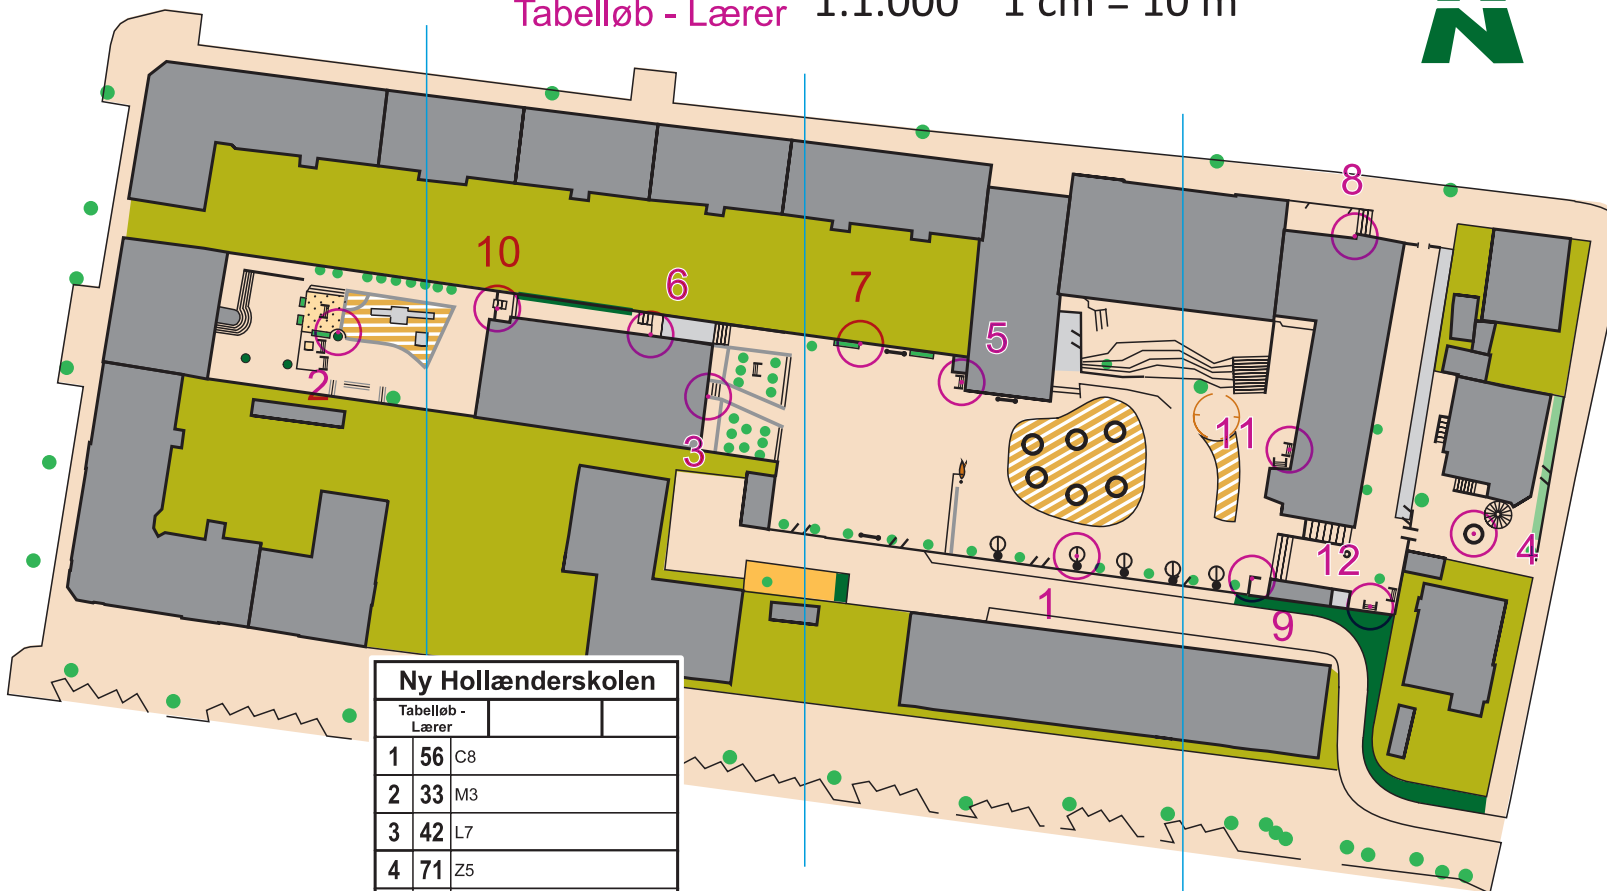 Tabelløb - Lærer 1:1.000 1 cm = 10 m
N
8
10
6
7
5
2
11
3
12
4
1
9
Ny Hollænderskolen
Tabelløb -
Lærer
1 56 C8
2 33 M3
3 42 L7
4 71 Z5